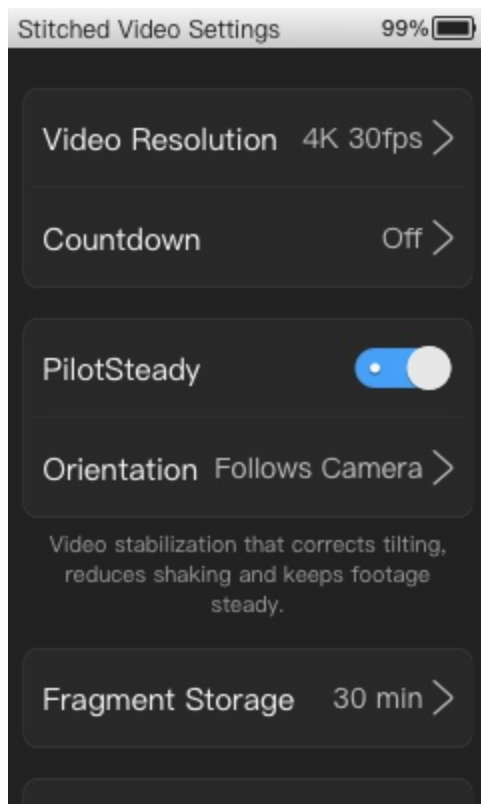 Stitched Video Settings 99%
Video Resolution 4K 30fps
Countdown Off
PilotSteady
Orientation Follows Camera
Video stabilization that corrects tilting,
reduces shaking and keeps footage
steady.
Fragment Storage 30 min